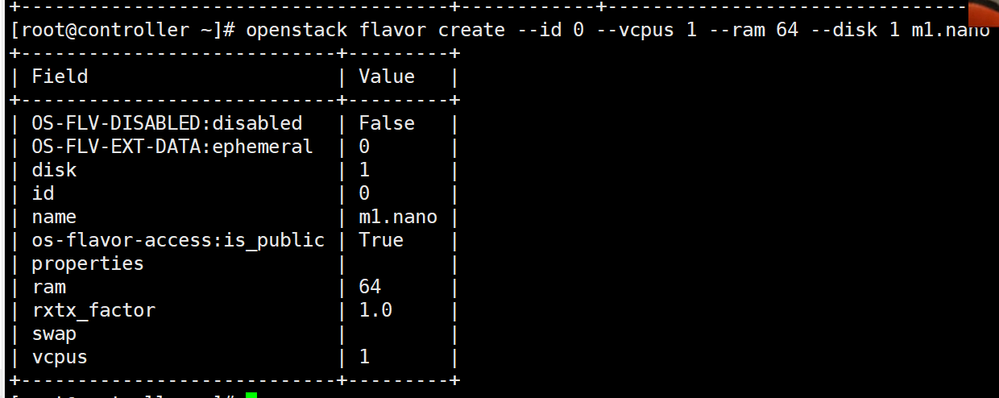 +--------------------------------------+------------+--------------------------------
[root@controller ~]# openstack flavor create --id 0 --vcpus 1 --ram 64 --disk 1 m1.nano
+----------------------------+---------+
| Field                      | Value   |
+----------------------------+---------+
| OS-FLV-DISABLED:disabled   | False   |
| OS-FLV-EXT-DATA:ephemeral  | 0       |
| disk                       | 1       |
| id                         | 0       |
| name                       | m1.nano |
| os-flavor-access:is_public | True    |
| properties                 |         |
| ram                        | 64      |
| rxtx_factor                | 1.0     |
| swap                       |         |
| vcpus                      | 1       |
+----------------------------+---------+
[root@controller ~]#